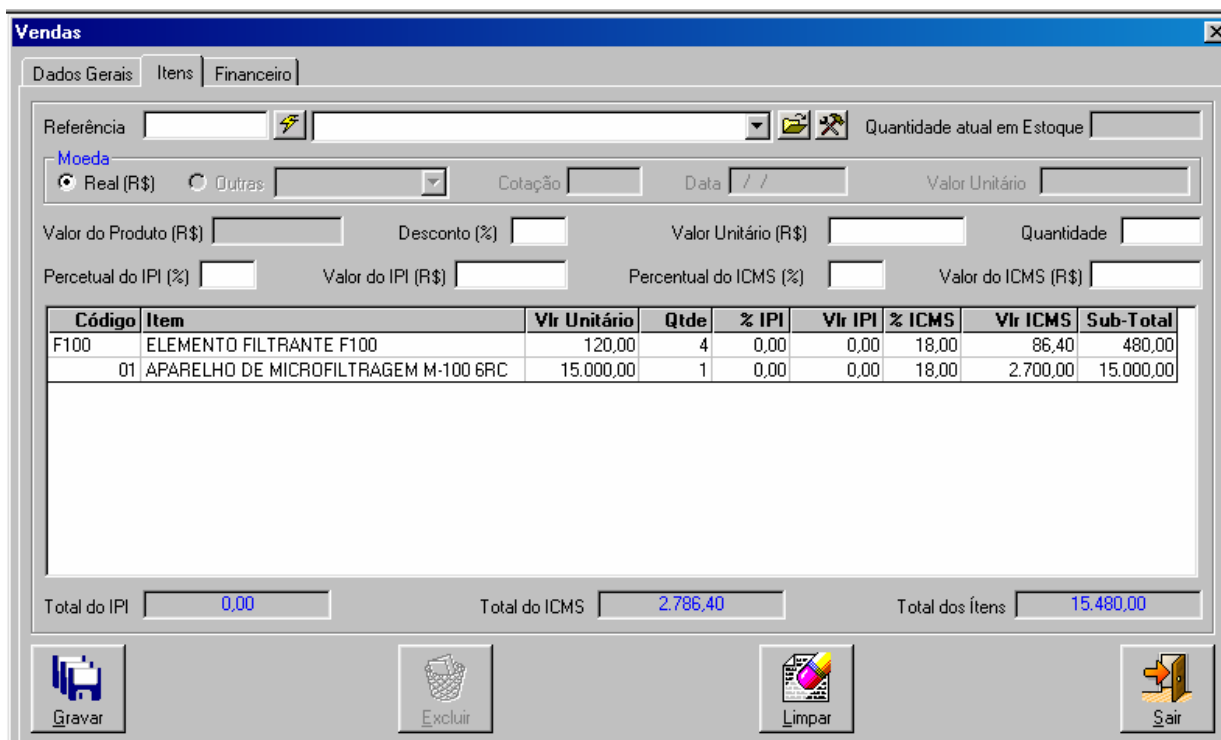 Vendas
Dados Gerais Itens Financeiro
Referência Quantidade atual em Estoque
Moeda
Real (R$) Outras Cotação Data / / Valor Unitário
Valor do Produto (R$) Desconto (%) Valor Unitário (R$) Quantidade
Percetual do IPI (%) Valor do IPI (R$) Percentual do ICMS (%) Valor do ICMS (R$)
Código Item Vlr Unitário Qtde % IPI Vlr IPI % ICMS Vlr ICMS Sub-Total
F100 ELEMENTO FILTRANTE F100 120,00 4 0,00 0,00 18,00 86,40 480,00
01 APARELHO DE MICROFILTRAGEM M-100 6RC 15.000,00 1 0,00 0,00 18,00 2.700,00 15.000,00
Total do IPI 0,00 Total do ICMS 2.786,40 Total dos Ítens 15.480,00
Gravar Excluir Limpar Sair